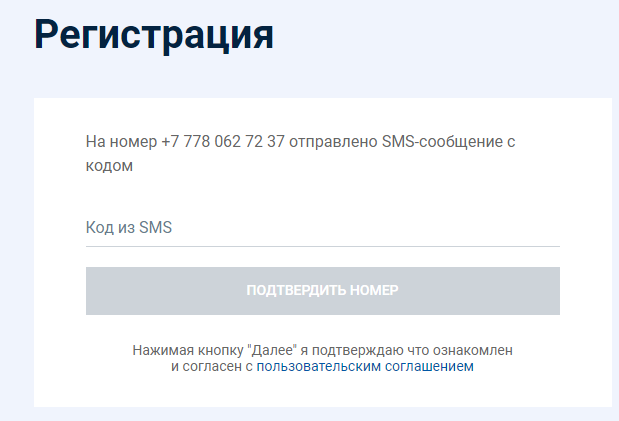 Регистрация
На номер +7 778 062 72 37 отправлено SMS-сообщение с
кодом
Код из SMS
ПОДТВЕРДИТЬ НОМЕР
Нажимая кнопку "Далее" я подтверждаю что ознакомлен
и согласен с пользовательским соглашением